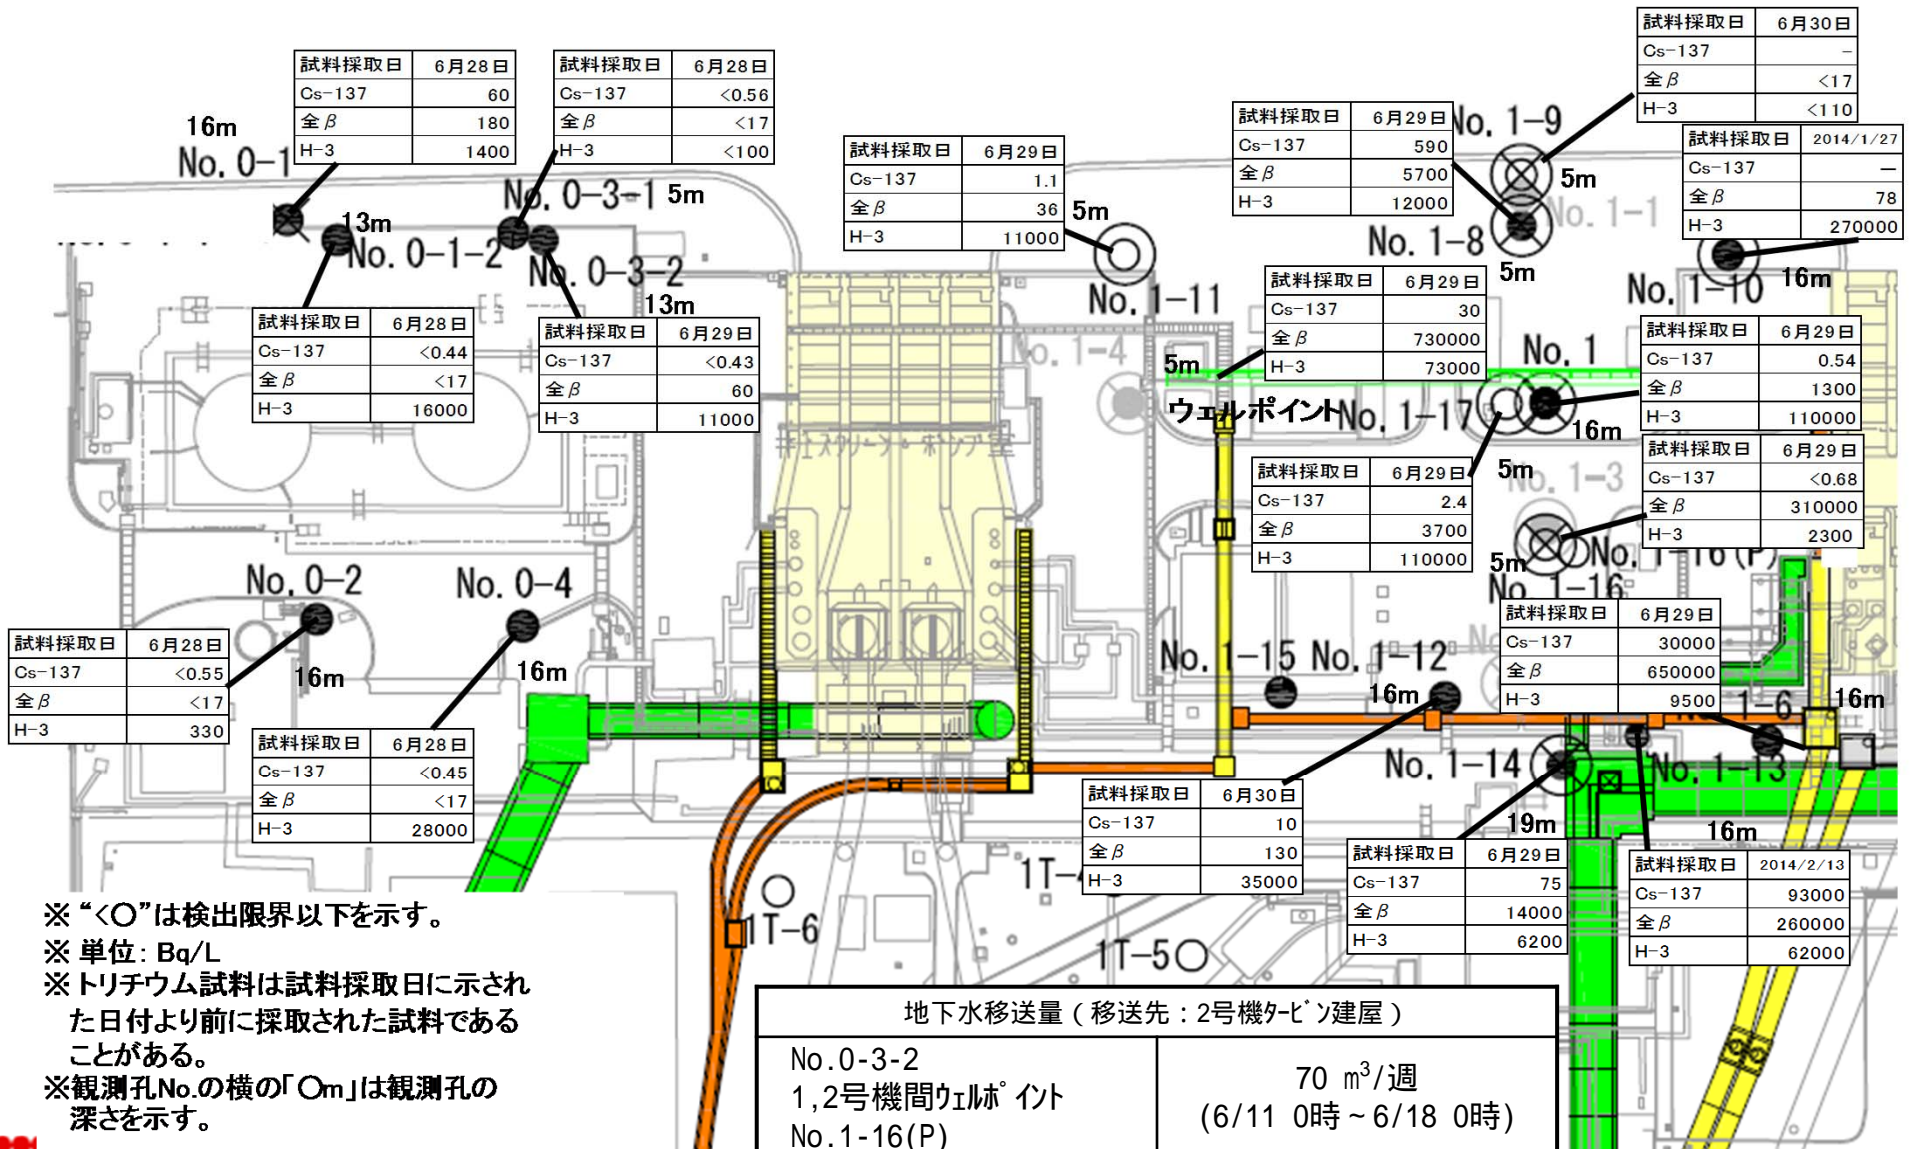 試料採取日 6月28日
Cs-137 60
全β 180
H-3 1400
試料採取日 6月28日
Cs-137 <0.56
全β <17
H-3 <100
試料採取日 6月30日
Cs-137 -
全β <17
H-3 <110
16m
No. 0-1
試料採取日 6月29日
Cs-137 1.1
全β 36
H-3 11000
試料採取日 6月29日
Cs-137 590
全β 5700
H-3 12000
No. 1-9
5m
試料採取日 2014/1/27
Cs-137 —
全β 78
H-3 270000
No. 0-3-1 5m
13m
No. 0-1-2
No. 0-3-2
13m
5m
No. 1-11
No. 1-1
No. 1-8
5m
No. 1-10
16m
試料採取日 6月28日
Cs-137 <0.44
全β <17
H-3 16000
試料採取日 6月29日
Cs-137 <0.43
全β 60
H-3 11000
No. 1-4
5m
試料採取日 6月29日
Cs-137 30
全β 730000
H-3 73000
No. 1
試料採取日 6月29日
Cs-137 0.54
全β 1300
H-3 110000
ウェルポイント
No. 1-17
16m
スクリーン・ポンプ室
試料採取日 6月29日
Cs-137 2.4
全β 3700
H-3 110000
5m
No. 1-3
試料採取日 6月29日
Cs-137 <0.68
全β 310000
H-3 2300
5m
No. 1-16(P)
No. 1-16
No. 0-2
No. 0-4
16m
16m
試料採取日 6月28日
Cs-137 <0.55
全β <17
H-3 330
試料採取日 6月28日
Cs-137 <0.45
全β <17
H-3 28000
No. 1-15 No. 1-12
16m
試料採取日 6月29日
Cs-137 30000
全β 650000
H-3 9500
No. 1-6
16m
No. 1-14
No. 1-13
19m
16m
試料採取日 6月30日
Cs-137 10
全β 130
H-3 35000
試料採取日 6月29日
Cs-137 75
全β 14000
H-3 6200
試料採取日 2014/2/13
Cs-137 93000
全β 260000
H-3 62000
1T-4
1T-6
1T-5
※ “<○”は検出限界以下を示す。
※ 単位: Bq/L
※ トリチウム試料は試料採取日に示され
た日付より前に採取された試料である
ことがある。
※観測孔No.の横の「○m」は観測孔の
深さを示す。
地下水移送量(移送先:2号機タービン建屋)
No.0-3-2
1,2号機間ウェルポイント
No.1-16(P)
70 m³/週
(6/11 0時~6/18 0時)